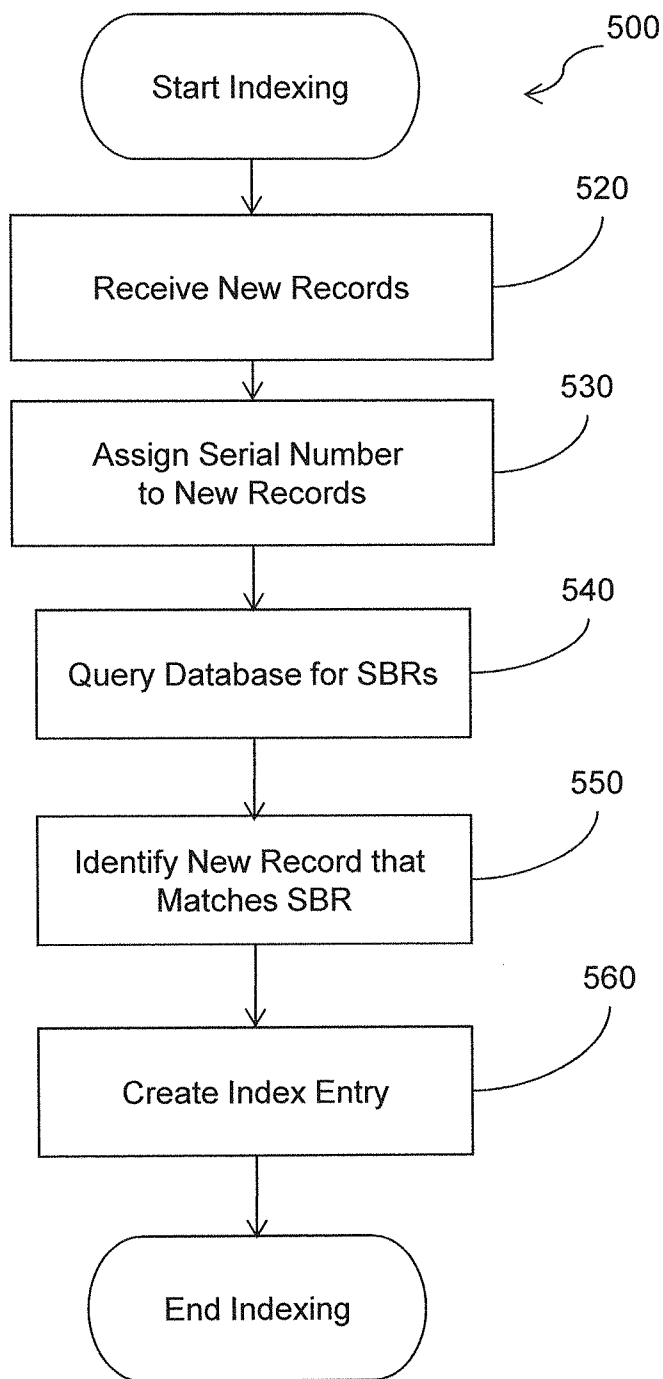 500
Start Indexing
520
Receive New Records
530
Assign Serial Number
to New Records
540
Query Database for SBRs
550
Identify New Record that
Matches SBR
560
Create Index Entry
End Indexing